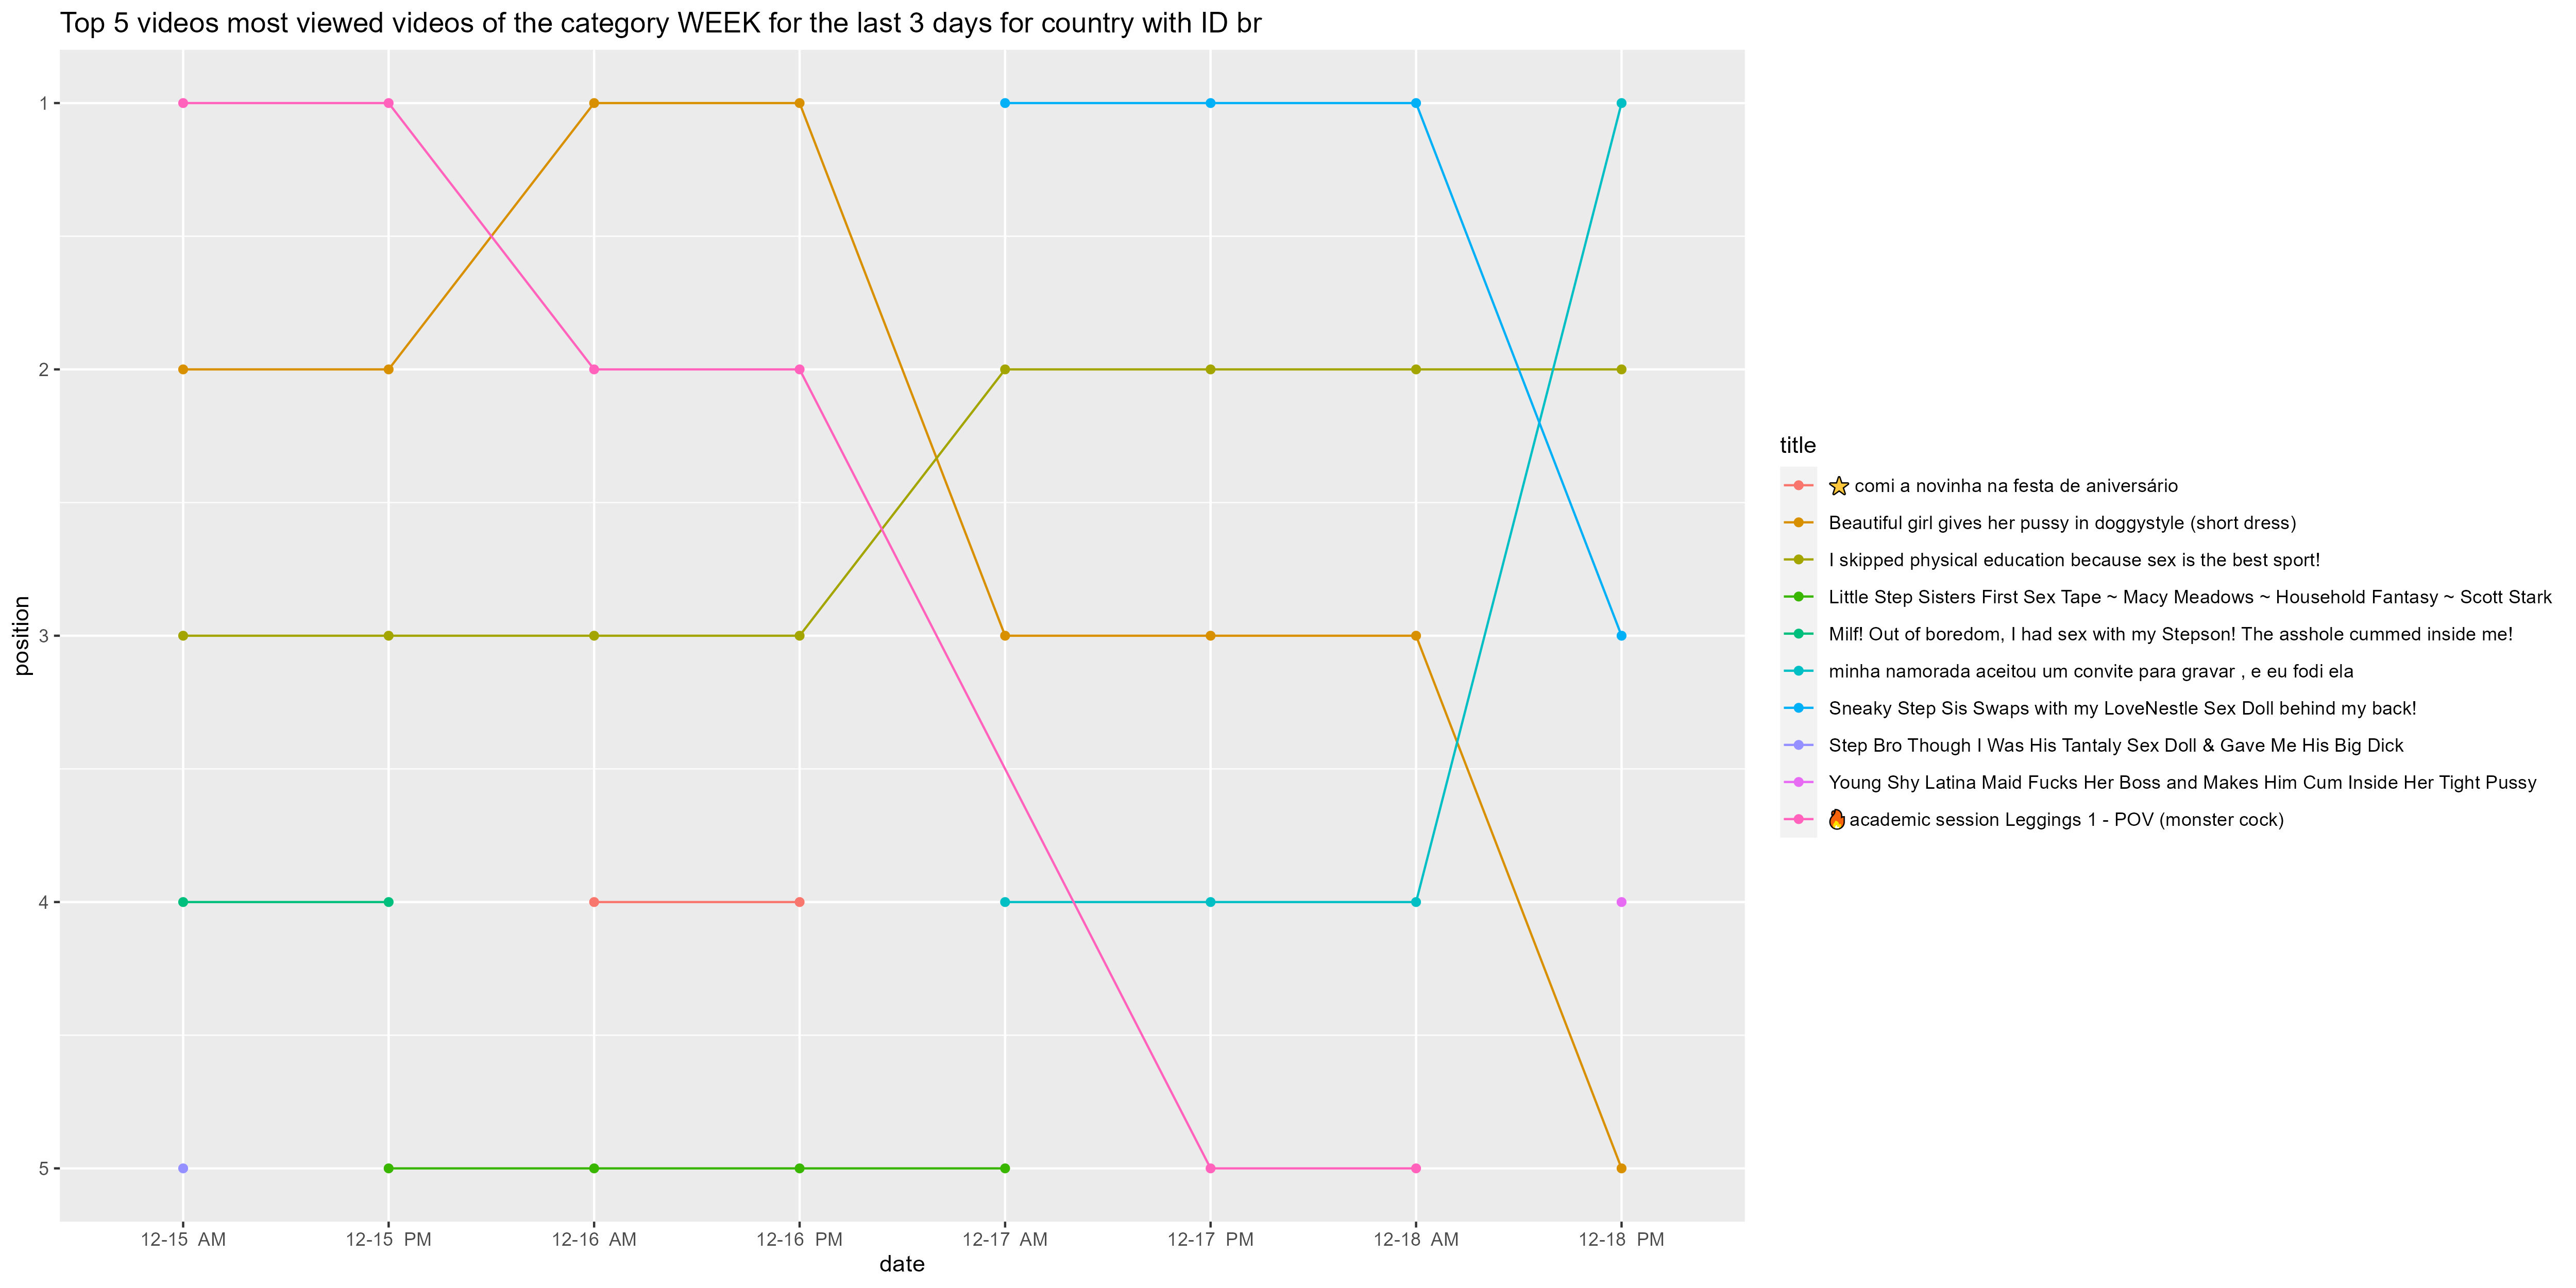 Top 5 videos most viewed videos of the category WEEK for the last 3 days for country with ID br
position
1
2
3
4
5
12-15 AM
12-15 PM
12-16 AM
12-16 PM
12-17 AM
12-17 PM
12-18 AM
12-18 PM
date
title
⭐ comi a novinha na festa de aniversário
Beautiful girl gives her pussy in doggystyle (short dress)
I skipped physical education because sex is the best sport!
Little Step Sisters First Sex Tape ~ Macy Meadows ~ Household Fantasy ~ Scott Stark
Milf! Out of boredom, I had sex with my Stepson! The asshole cummed inside me!
minha namorada aceitou um convite para gravar , e eu fodi ela
Sneaky Step Sis Swaps with my LoveNestle Sex Doll behind my back!
Step Bro Though I Was His Tantaly Sex Doll & Gave Me His Big Dick
Young Shy Latina Maid Fucks Her Boss and Makes Him Cum Inside Her Tight Pussy
🔥 academic session Leggings 1 - POV (monster cock)